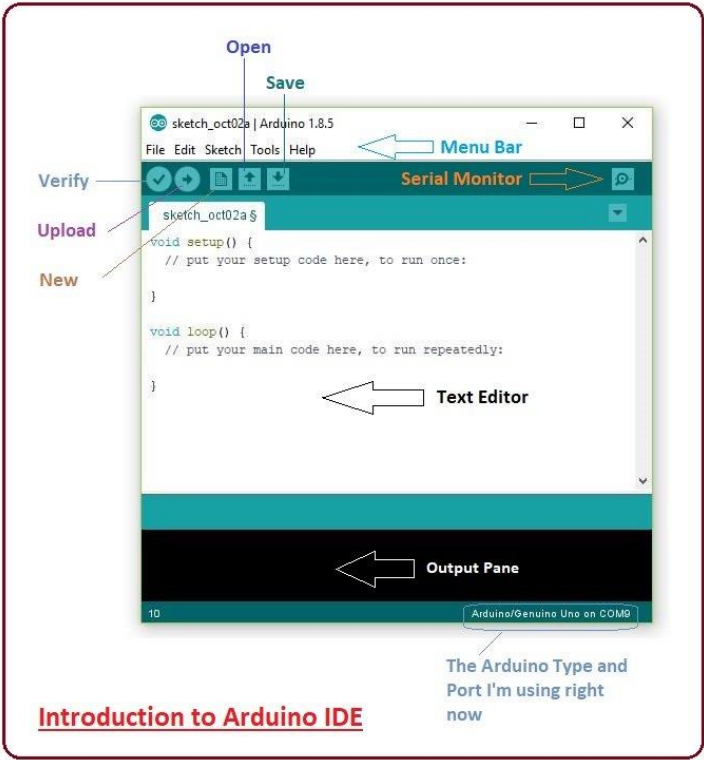 Open
Save
sketch_oct02a | Arduino 1.8.5
File Edit Sketch Tools Help
Menu Bar
Verify
Serial Monitor
Upload
sketch_oct02a §
New
void setup() {
// put your setup code here, to run once:
}
void loop() {
// put your main code here, to run repeatedly:
}
Text Editor
Output Pane
10
Arduino/Genuino Uno on COM9
The Arduino Type and
Port I'm using right
now
Introduction to Arduino IDE